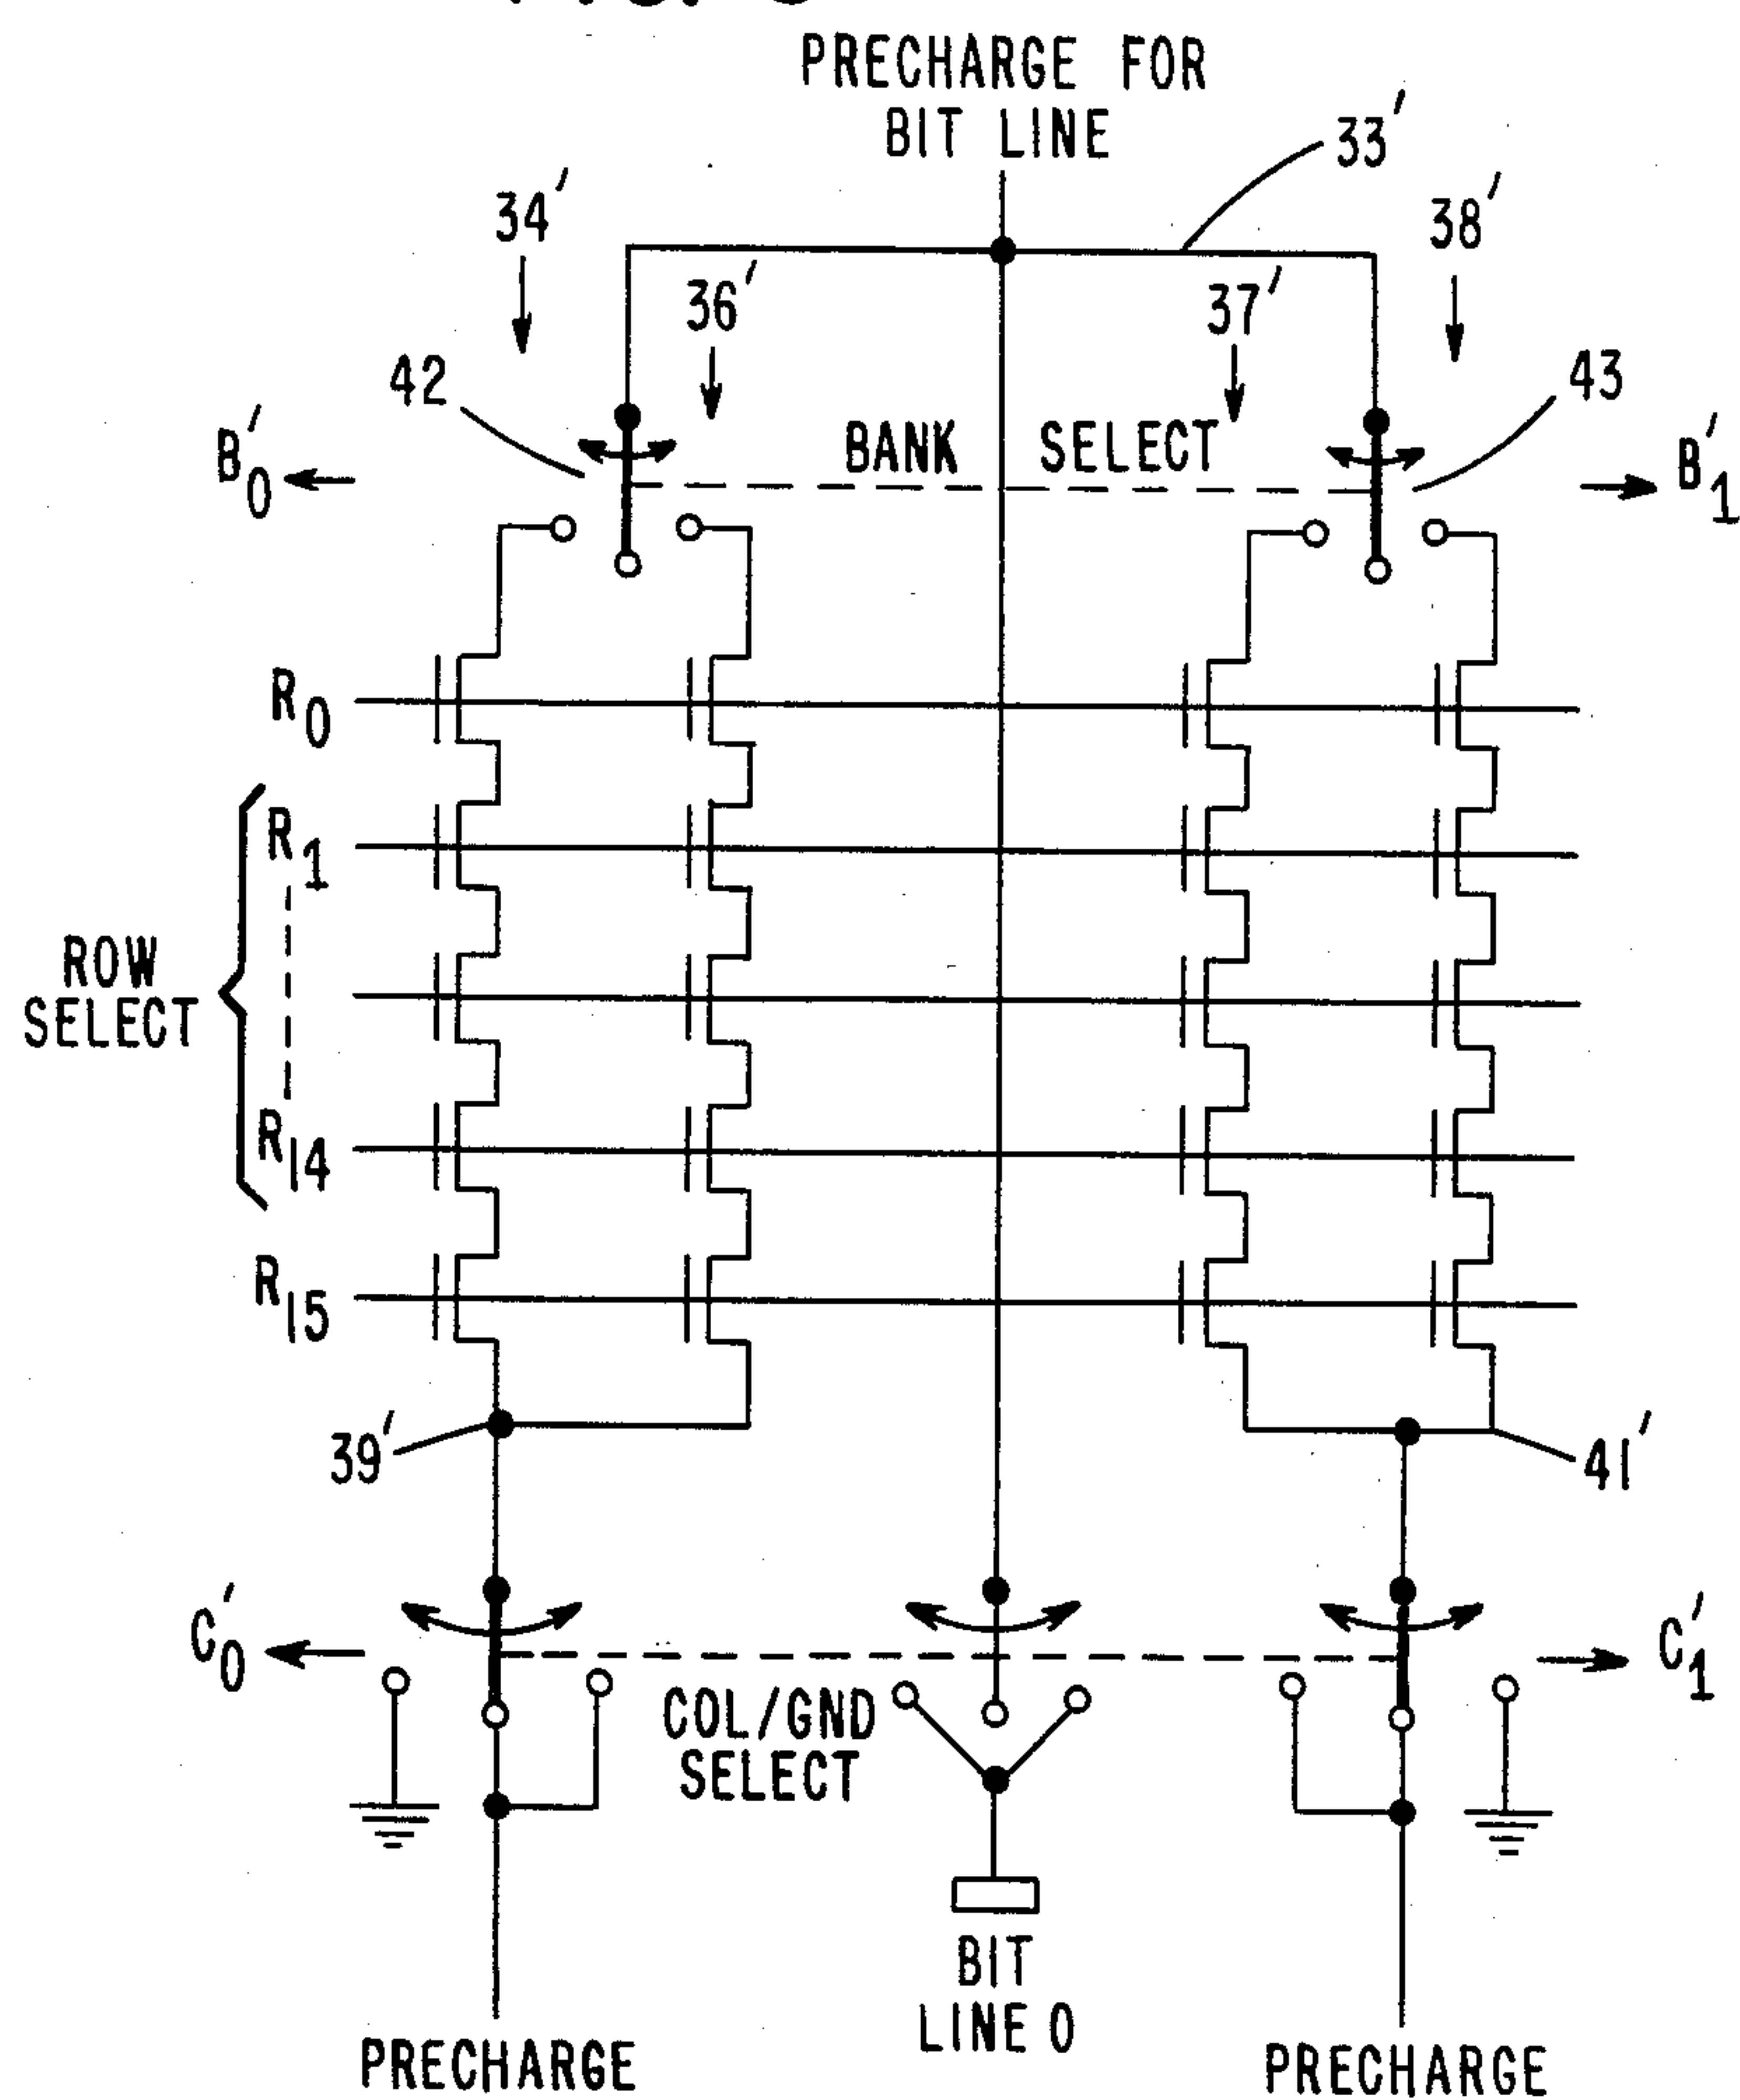 PRECHARGE FOR
BIT LINE
33'
34'
38'
36'
37'
42
43
B'0
BANK SELECT
B'1
R0
R1
ROW
SELECT
R14
R15
39'
41'
C'0
C'1
COL/GND
SELECT
BIT
LINE 0
PRECHARGE
PRECHARGE